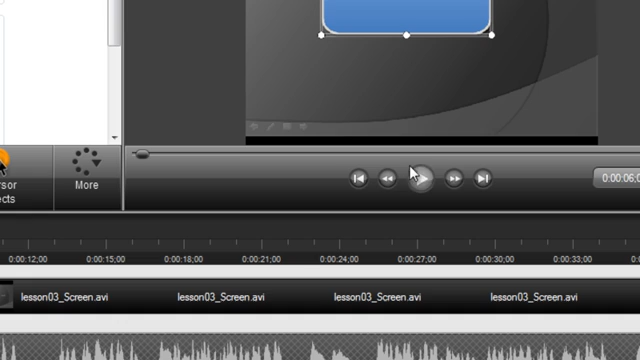 rsor
ects
More
0:00:06;0
0:00:12;00 0:00:15;00 0:00:18;00 0:00:21;00 0:00:24;00 0:00:27;00 0:00:30;00 0:00:33;00 0:
lesson03_Screen.avi lesson03_Screen.avi lesson03_Screen.avi lesson03_Screen.avi